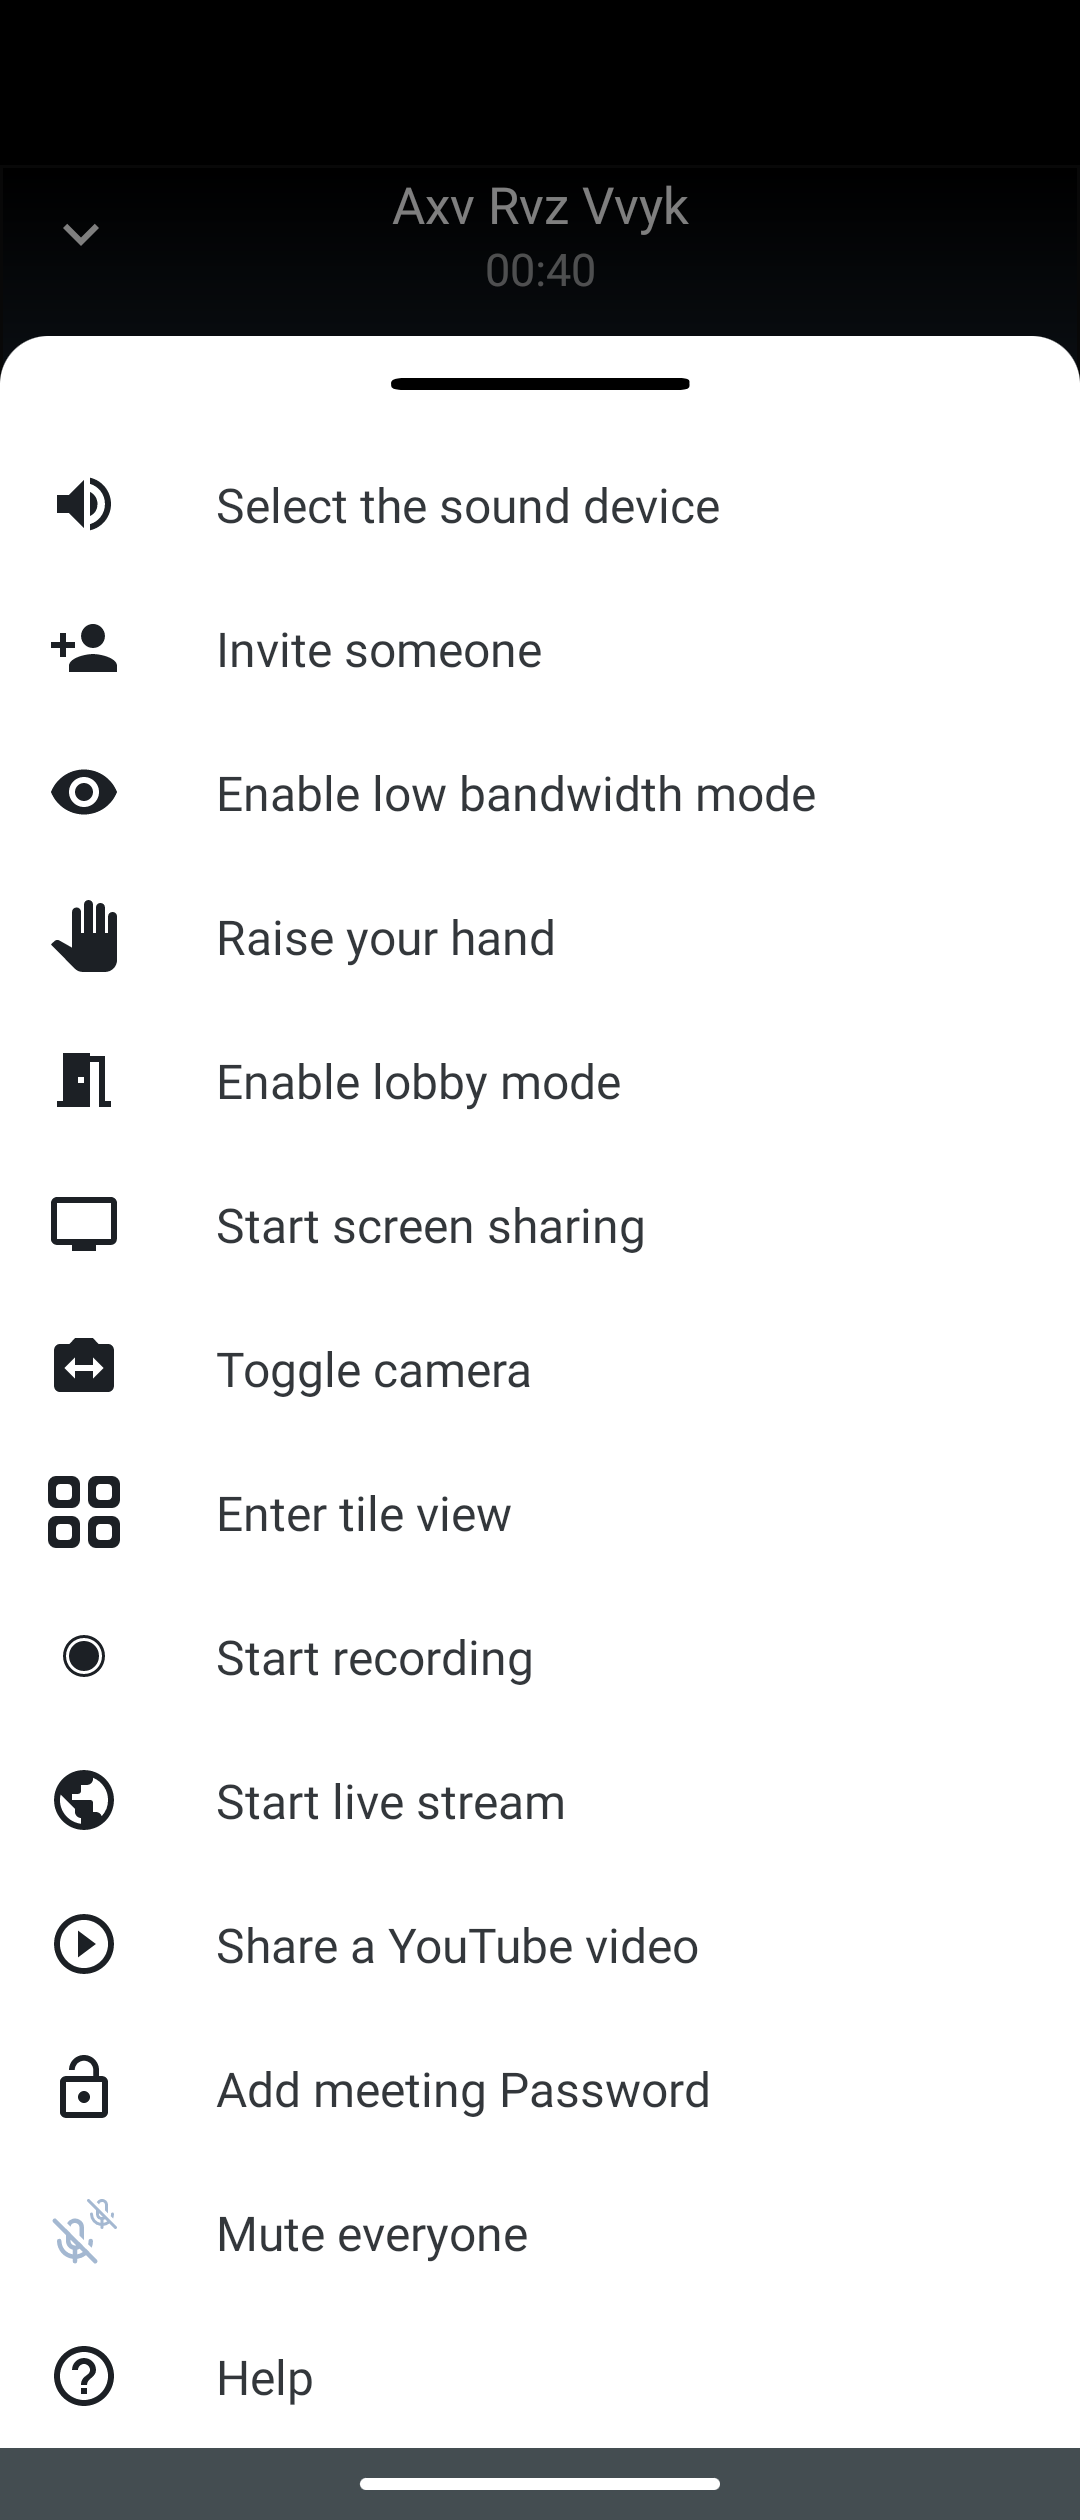 Axv Rvz Vvyk
00:40
Select the sound device
Invite someone
Enable low bandwidth mode
Raise your hand
Enable lobby mode
Start screen sharing
Toggle camera
Enter tile view
Start recording
Start live stream
Share a YouTube video
Add meeting Password
Mute everyone
Help